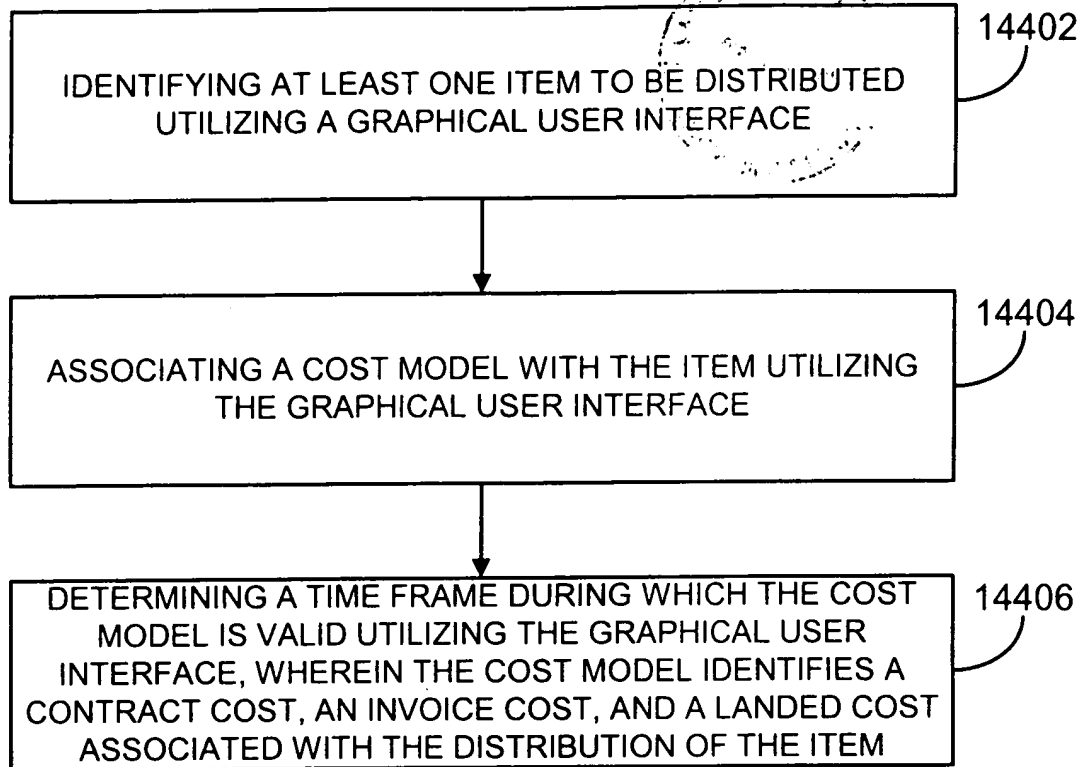 14402
IDENTIFYING AT LEAST ONE ITEM TO BE DISTRIBUTED
UTILIZING A GRAPHICAL USER INTERFACE
14404
ASSOCIATING A COST MODEL WITH THE ITEM UTILIZING
THE GRAPHICAL USER INTERFACE
14406
DETERMINING A TIME FRAME DURING WHICH THE COST
MODEL IS VALID UTILIZING THE GRAPHICAL USER
INTERFACE, WHEREIN THE COST MODEL IDENTIFIES A
CONTRACT COST, AN INVOICE COST, AND A LANDED COST
ASSOCIATED WITH THE DISTRIBUTION OF THE ITEM